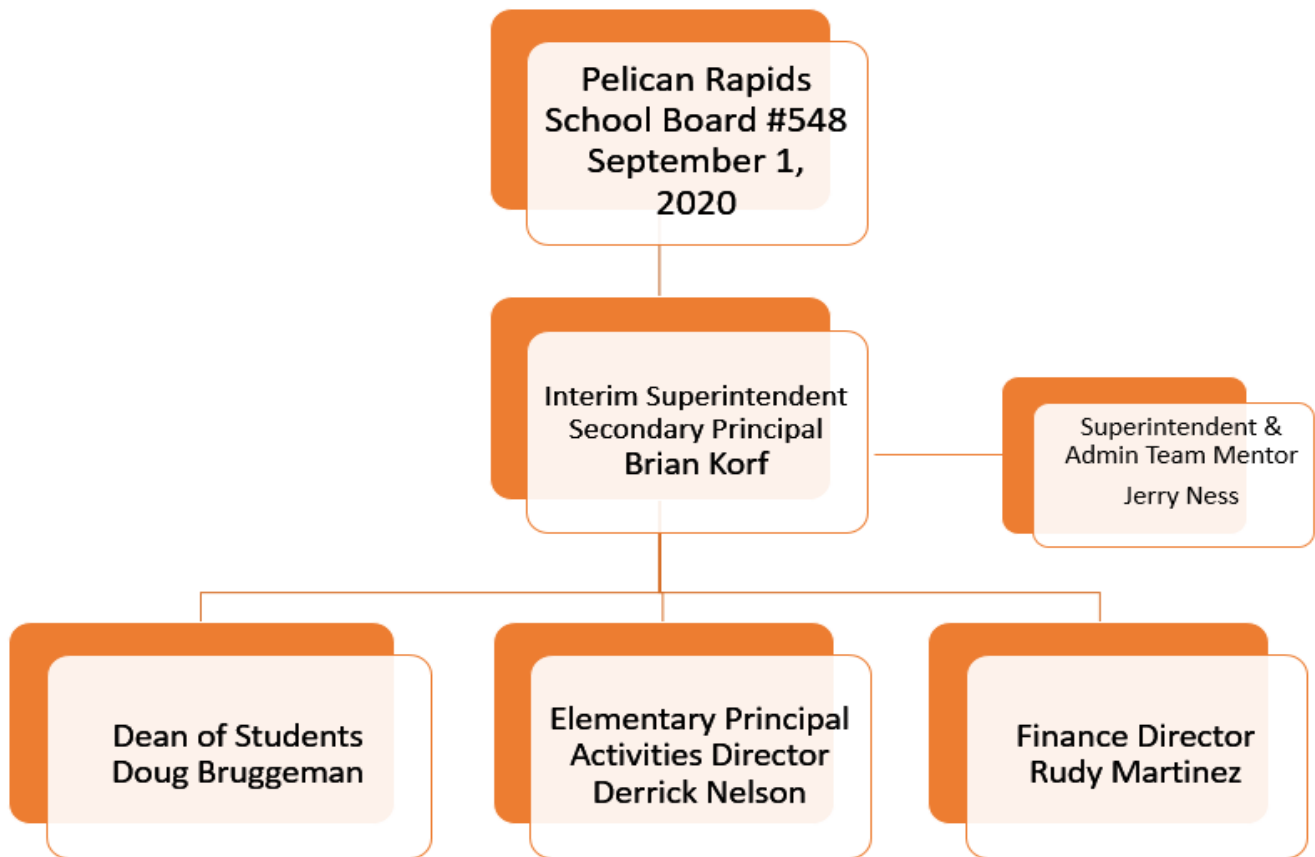 Pelican Rapids
School Board #548
September 1,
2020
Interim Superintendent
Secondary Principal
Brian Korf
Superintendent &
Admin Team Mentor
Jerry Ness
Dean of Students
Doug Bruggeman
Elementary Principal
Activities Director
Derrick Nelson
Finance Director
Rudy Martinez